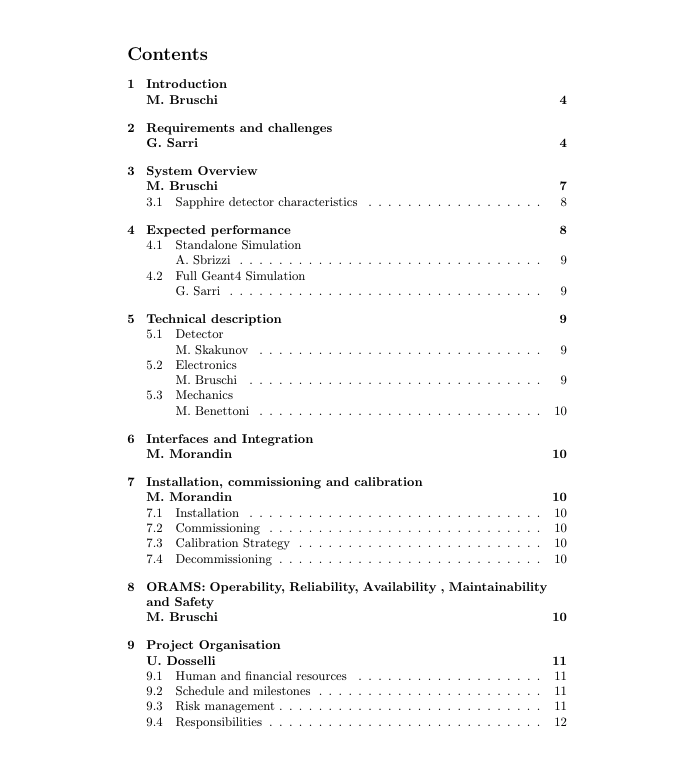 Contents
1 Introduction
M. Bruschi 4
2 Requirements and challenges
G. Sarri 4
3 System Overview
M. Bruschi 7
3.1 Sapphire detector characteristics . . . . . . . . . . . . . . . . . . 8
4 Expected performance 8
4.1 Standalone Simulation
A. Sbrizzi . . . . . . . . . . . . . . . . . . . . . . . . . . . . . . . 9
4.2 Full Geant4 Simulation
G. Sarri . . . . . . . . . . . . . . . . . . . . . . . . . . . . . . . . 9
5 Technical description 9
5.1 Detector
M. Skakunov . . . . . . . . . . . . . . . . . . . . . . . . . . . . . 9
5.2 Electronics
M. Bruschi . . . . . . . . . . . . . . . . . . . . . . . . . . . . . . 9
5.3 Mechanics
M. Benettoni . . . . . . . . . . . . . . . . . . . . . . . . . . . . . 10
6 Interfaces and Integration
M. Morandin 10
7 Installation, commissioning and calibration
M. Morandin 10
7.1 Installation . . . . . . . . . . . . . . . . . . . . . . . . . . . . . . 10
7.2 Commissioning . . . . . . . . . . . . . . . . . . . . . . . . . . . . 10
7.3 Calibration Strategy . . . . . . . . . . . . . . . . . . . . . . . . . 10
7.4 Decommissioning . . . . . . . . . . . . . . . . . . . . . . . . . . . 10
8 ORAMS: Operability, Reliability, Availability , Maintainability
and Safety
M. Bruschi 10
9 Project Organisation
U. Dosselli 11
9.1 Human and financial resources . . . . . . . . . . . . . . . . . . . 11
9.2 Schedule and milestones . . . . . . . . . . . . . . . . . . . . . . . 11
9.3 Risk management . . . . . . . . . . . . . . . . . . . . . . . . . . . 11
9.4 Responsibilities . . . . . . . . . . . . . . . . . . . . . . . . . . . . 12